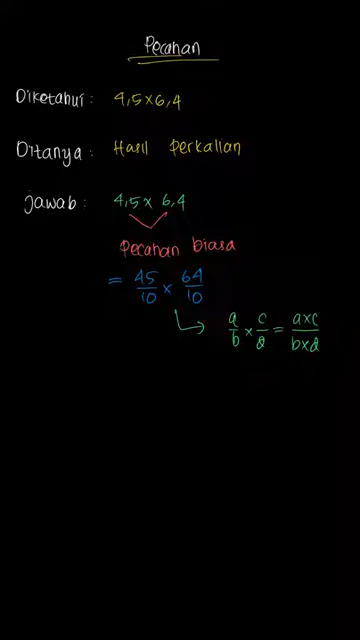 Pecahan
Diketahui : 4,5 x 6,4
Ditanya : Hasil Perkalian
Jawab : 4,5 x 6,4
Pecahan biasa
= 45/10 x 64/10
a/b x c/d = axc/bxd